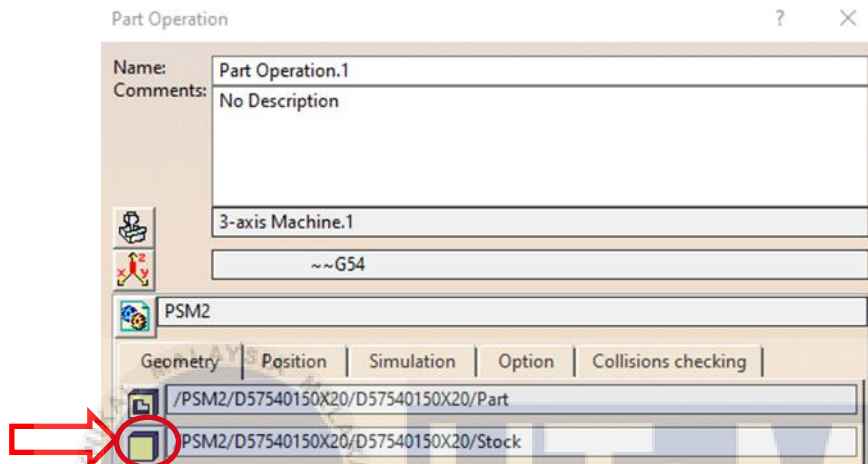 Part Operation ?
Name: Part Operation.1
Comments: No Description
3-axis Machine.1
~~G54
PSM2
Geometry Position Simulation Option Collisions checking
/PSM2/D57540150X20/D57540150X20/Part
/PSM2/D57540150X20/D57540150X20/Stock